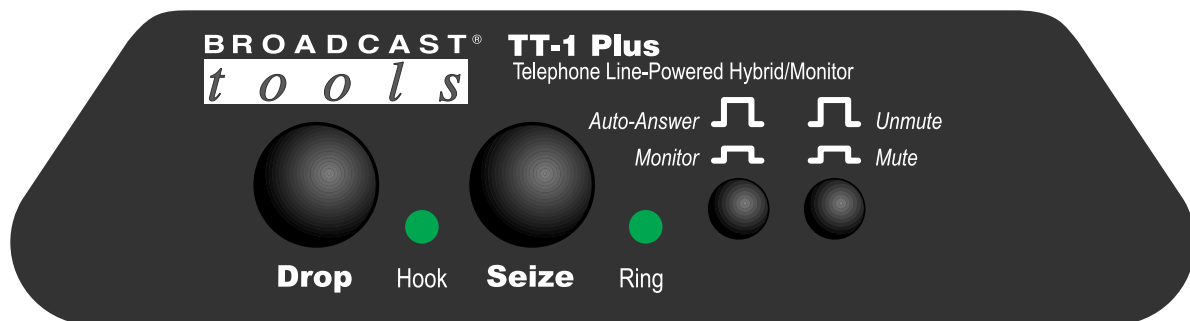 BROADCAST®
tools
TT-1 Plus
Telephone Line-Powered Hybrid/Monitor
Auto-Answer
Unmute
Monitor
Mute
Drop
Hook
Seize
Ring